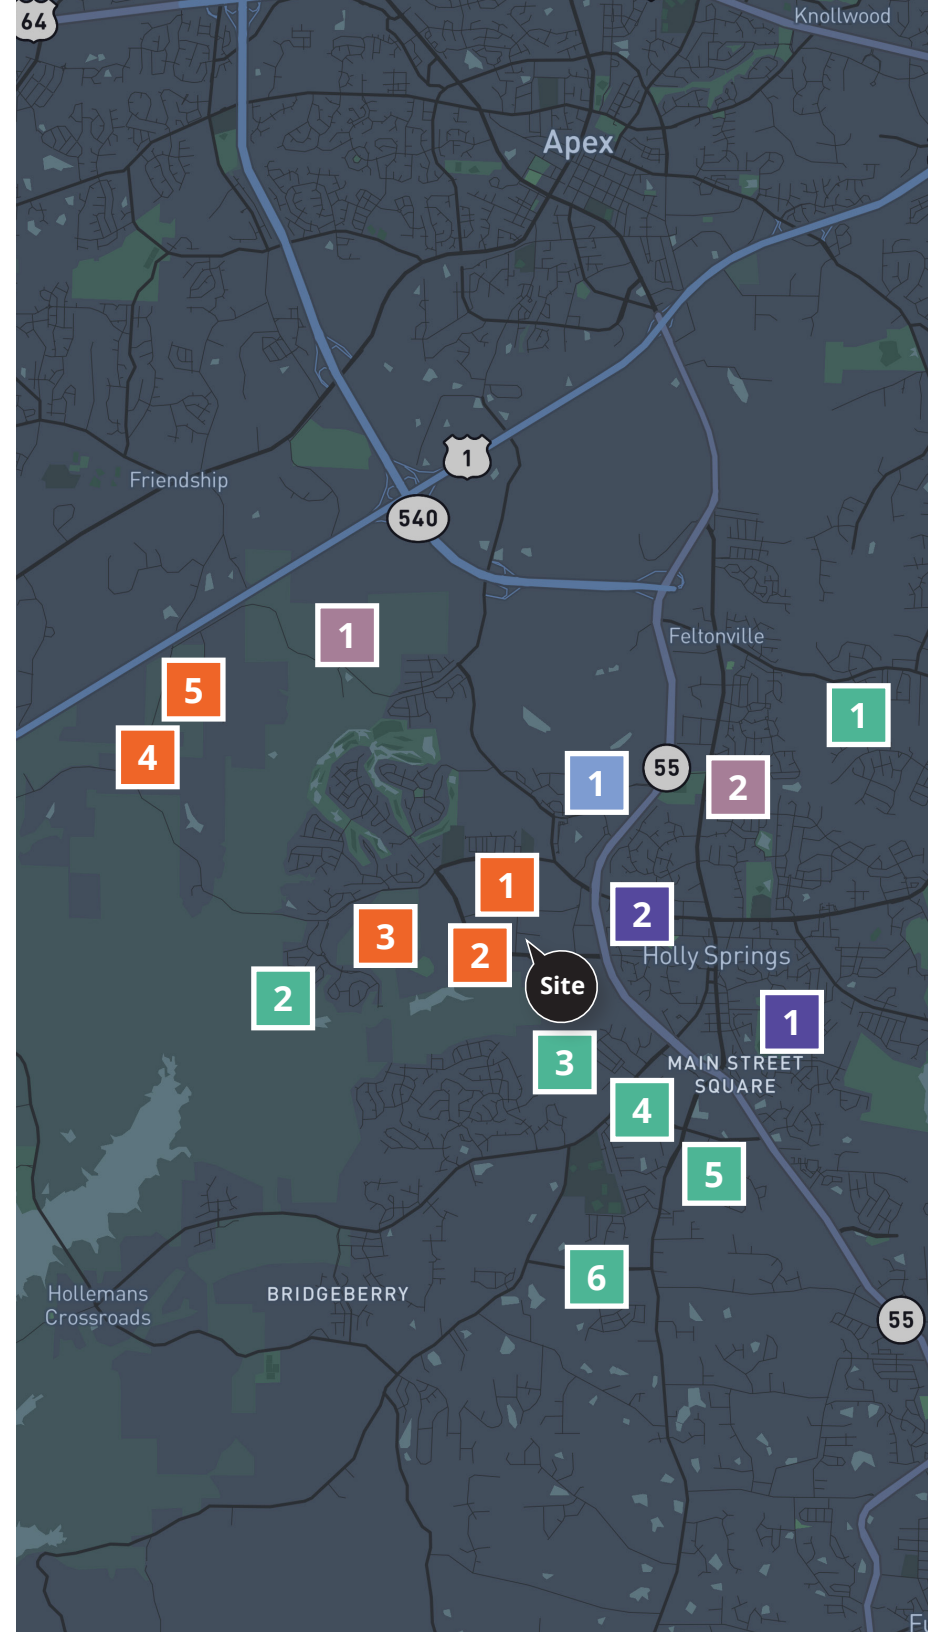 64
Knollwood
Apex
1
Friendship
540
1
Feltonville
5
1
4
1
55
2
1
2
3
2
Holly Springs
Site
2
1
3
MAIN STREET
SQUARE
4
5
6
Hollemans
Crossroads
BRIDGEBERRY
55